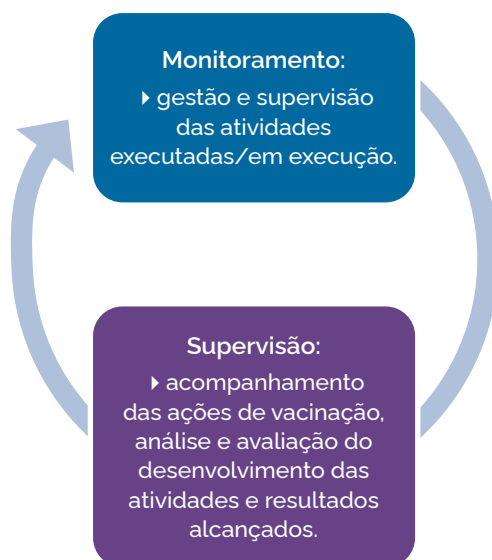 Monitoramento:
gestão e supervisão
das atividades
executadas/em execução.
Supervisão:
acompanhamento
das ações de vacinação,
análise e avaliação do
desenvolvimento das
atividades e resultados
alcançados.